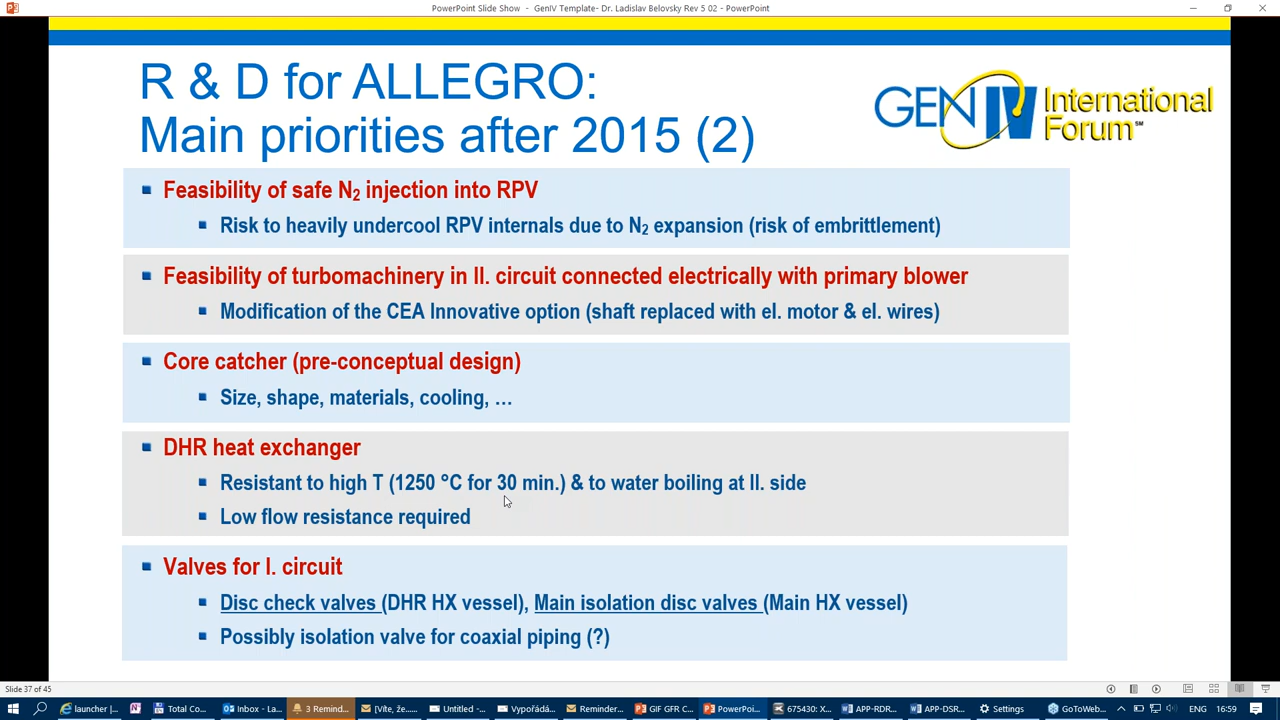 PowerPoint Slide Show - GenIV Template- Dr. Ladislav Belovsky Rev 5 02 - PowerPoint
R & D for ALLEGRO:
Main priorities after 2015 (2)
GEN IV International Forum℠
▪ Feasibility of safe N₂ injection into RPV
▪ Risk to heavily undercool RPV internals due to N₂ expansion (risk of embrittlement)
▪ Feasibility of turbomachinery in II. circuit connected electrically with primary blower
▪ Modification of the CEA Innovative option (shaft replaced with el. motor & el. wires)
▪ Core catcher (pre-conceptual design)
▪ Size, shape, materials, cooling, …
▪ DHR heat exchanger
▪ Resistant to high T (1250 °C for 30 min.) & to water boiling at II. side
▪ Low flow resistance required
▪ Valves for I. circuit
▪ Disc check valves (DHR HX vessel), Main isolation disc valves (Main HX vessel)
▪ Possibly isolation valve for coaxial piping (?)
Slide 37 of 45
launcher | Total Co... Inbox - La... 3 Remind... [Víte, že.... Untitled - ... Vypořádá... Reminder... GIF GFR C... PowerPoi... 675430: X... APP-RDR... APP-DSR... Settings GoToWeb... ENG 16:59